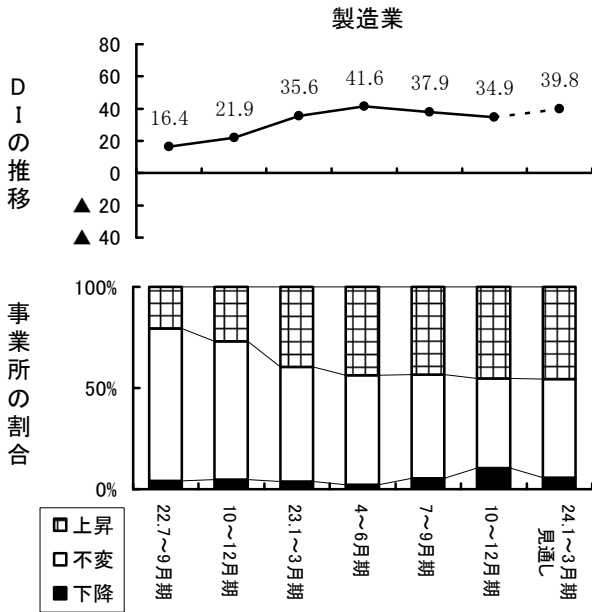 製造業
DIの推移
80
60
40
20
0
▲ 20
▲ 40
16.4
21.9
35.6
41.6
37.9
34.9
39.8
事業所の割合
100%
50%
0%
上昇
不変
下降
22.7～9月期
10～12月期
23.1～3月期
4～6月期
7～9月期
10～12月期
24.1～3月期
見通し